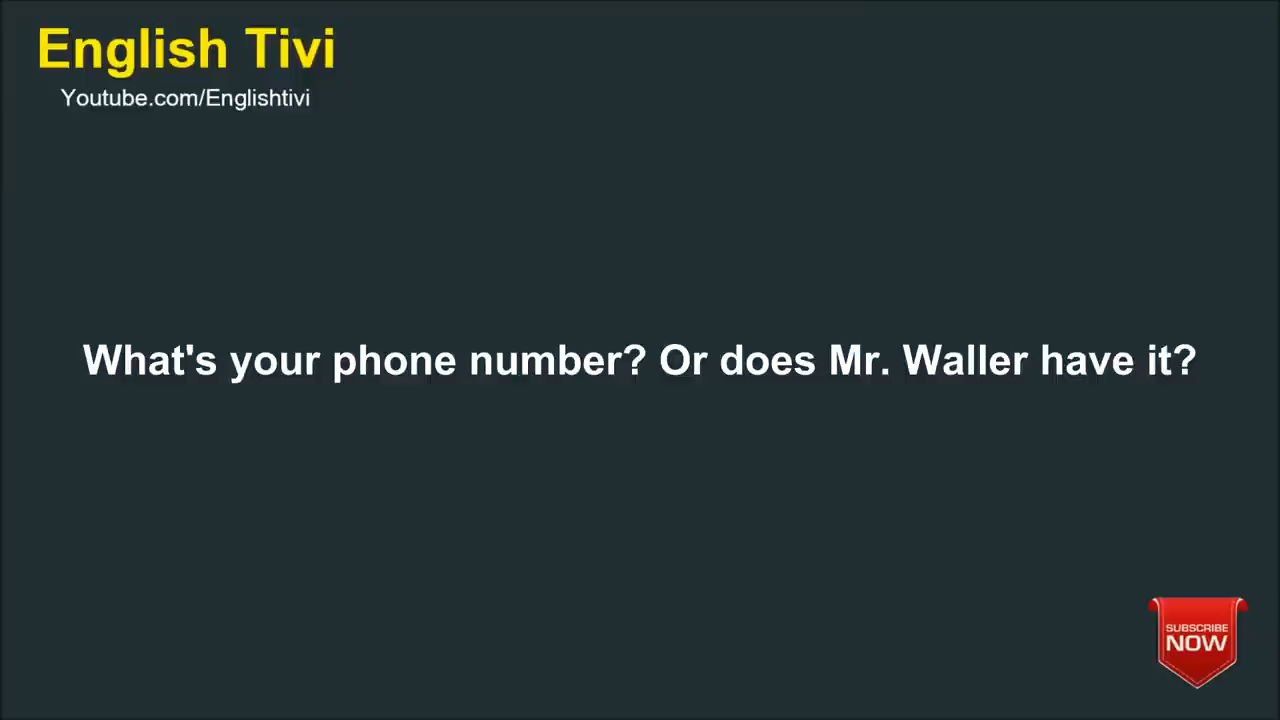 English Tivi
Youtube.com/Englishtivi
What's your phone number? Or does Mr. Waller have it?
SUBSCRIBE
NOW